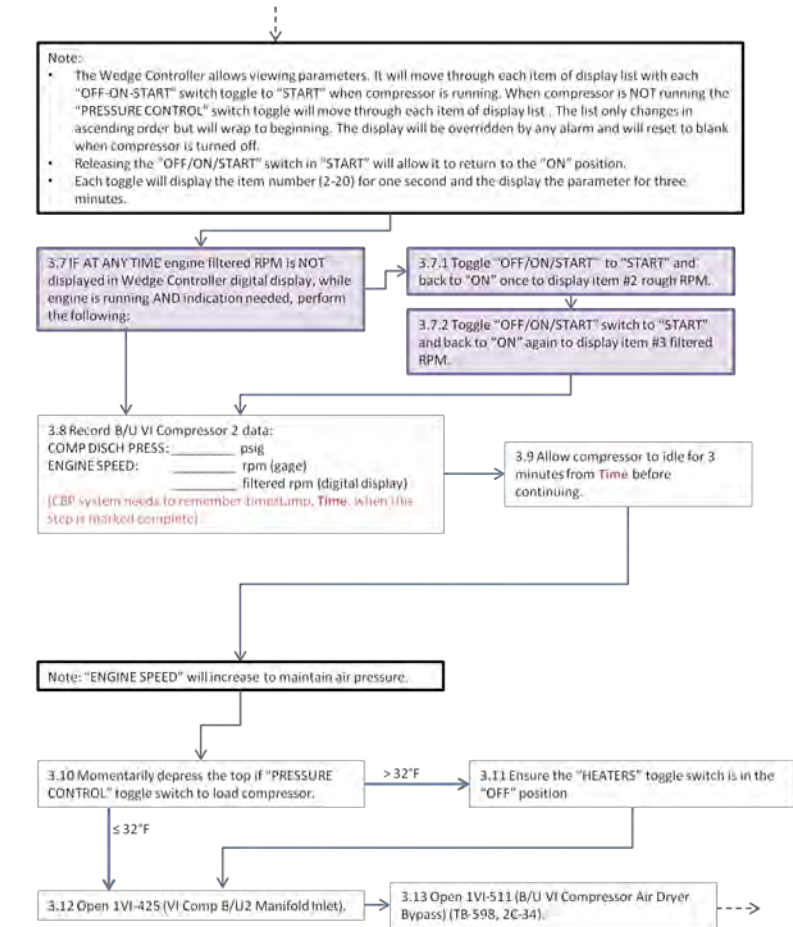 Note:
• The Wedge Controller allows viewing parameters. It will move through each item of display list with each
"OFF-ON-START" switch toggle to "START" when compressor is running. When compressor is NOT running the
"PRESSURE CONTROL" switch toggle will move through each item of display list . The list only changes in
ascending order but will wrap to beginning. The display will be overridden by any alarm and will reset to blank
when compressor is turned off.
• Releasing the "OFF/ON/START" switch in "START" will allow it to return to the "ON" position.
• Each toggle will display the item number (2-20) for one second and the display the parameter for three
minutes.
3.7 IF AT ANY TIME engine filtered RPM is NOT
displayed in Wedge Controller digital display, while
engine is running AND indication needed, perform
the following:
3.7.1 Toggle "OFF/ON/START" to "START" and
back to "ON" once to display item #2 rough RPM.
3.7.2 Toggle "OFF/ON/START" switch to "START"
and back to "ON" again to display item #3 filtered
RPM.
3.8 Record B/U VI Compressor 2 data:
COMP DISCH PRESS: ________ psig
ENGINE SPEED: ________ rpm (gage)
________ filtered rpm (digital display)
(CBP system needs to remember timestamp, Time, when this
step is marked complete)
3.9 Allow compressor to idle for 3
minutes from Time before
continuing.
Note: "ENGINE SPEED" will increase to maintain air pressure.
3.10 Momentarily depress the top if "PRESSURE
CONTROL" toggle switch to load compressor.
> 32°F
3.11 Ensure the "HEATERS" toggle switch is in the
"OFF" position
≤ 32°F
3.12 Open 1VI-425 (VI Comp B/U2 Manifold Inlet).
3.13 Open 1VI-511 (B/U VI Compressor Air Dryer
Bypass) (TB-598, 2C-34).